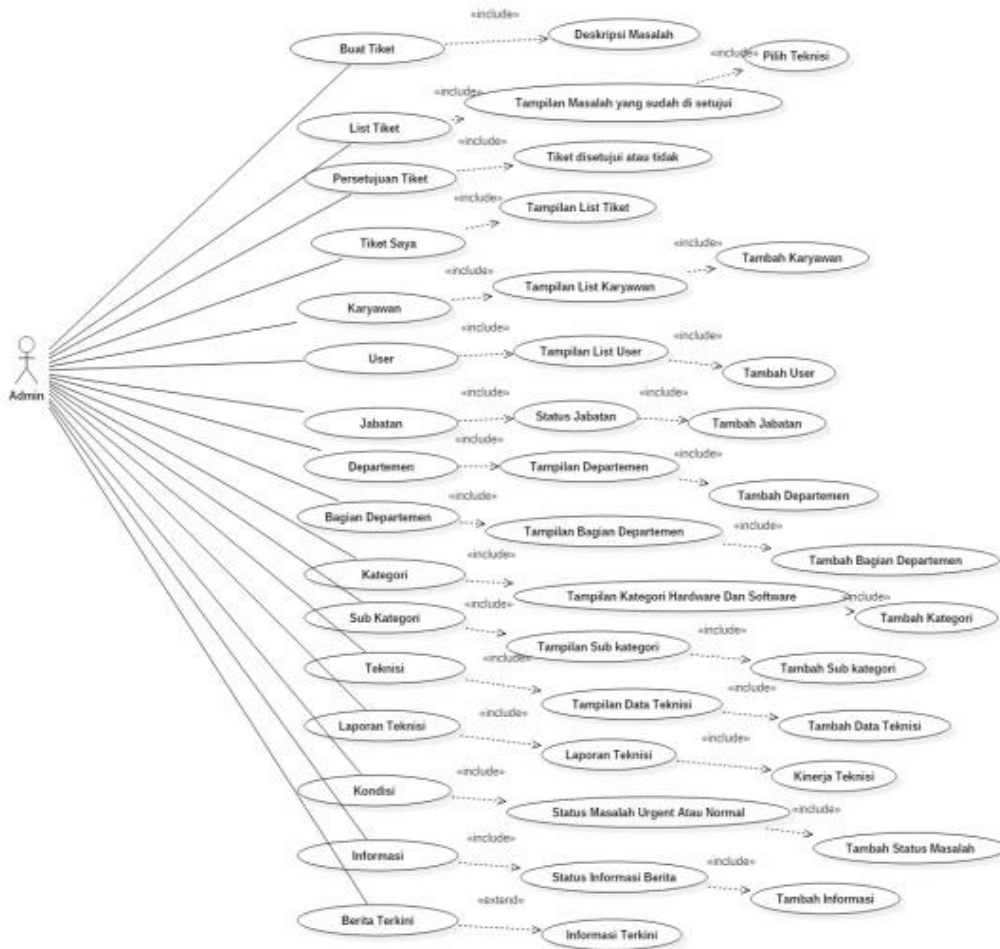 «include»
Buat Tiket
Deskripsi Masalah
«include»
Pilih Teknisi
«include»
Tampilan Masalah yang sudah di setujui
List Tiket
«include»
Tiket disetujui atau tidak
Persetujuan Tiket
«include»
Tampilan List Tiket
Tiket Saya
«include»
Tambah Karyawan
«include»
Tampilan List Karyawan
Karyawan
«include»
«include»
User
Tampilan List User
Tambah User
Admin
«include»
«include»
Jabatan
Status Jabatan
Tambah Jabatan
«include»
«include»
Departemen
Tampilan Departemen
Tambah Departemen
«include»
Bagian Departemen
«include»
Tampilan Bagian Departemen
Tambah Bagian Departemen
«include»
Kategori
«include»
Tampilan Kategori Hardware Dan Software
Tambah Kategori
«include»
Sub Kategori
«include»
Tampilan Sub kategori
Tambah Sub kategori
«include»
Teknisi
«include»
Tampilan Data Teknisi
Tambah Data Teknisi
«include»
Laporan Teknisi
«include»
Laporan Teknisi
Kinerja Teknisi
«include»
Kondisi
«include»
Status Masalah Urgent Atau Normal
Tambah Status Masalah
«include»
Informasi
«include»
Status Informasi Berita
Tambah Informasi
«extend»
Berita Terkini
Informasi Terkini